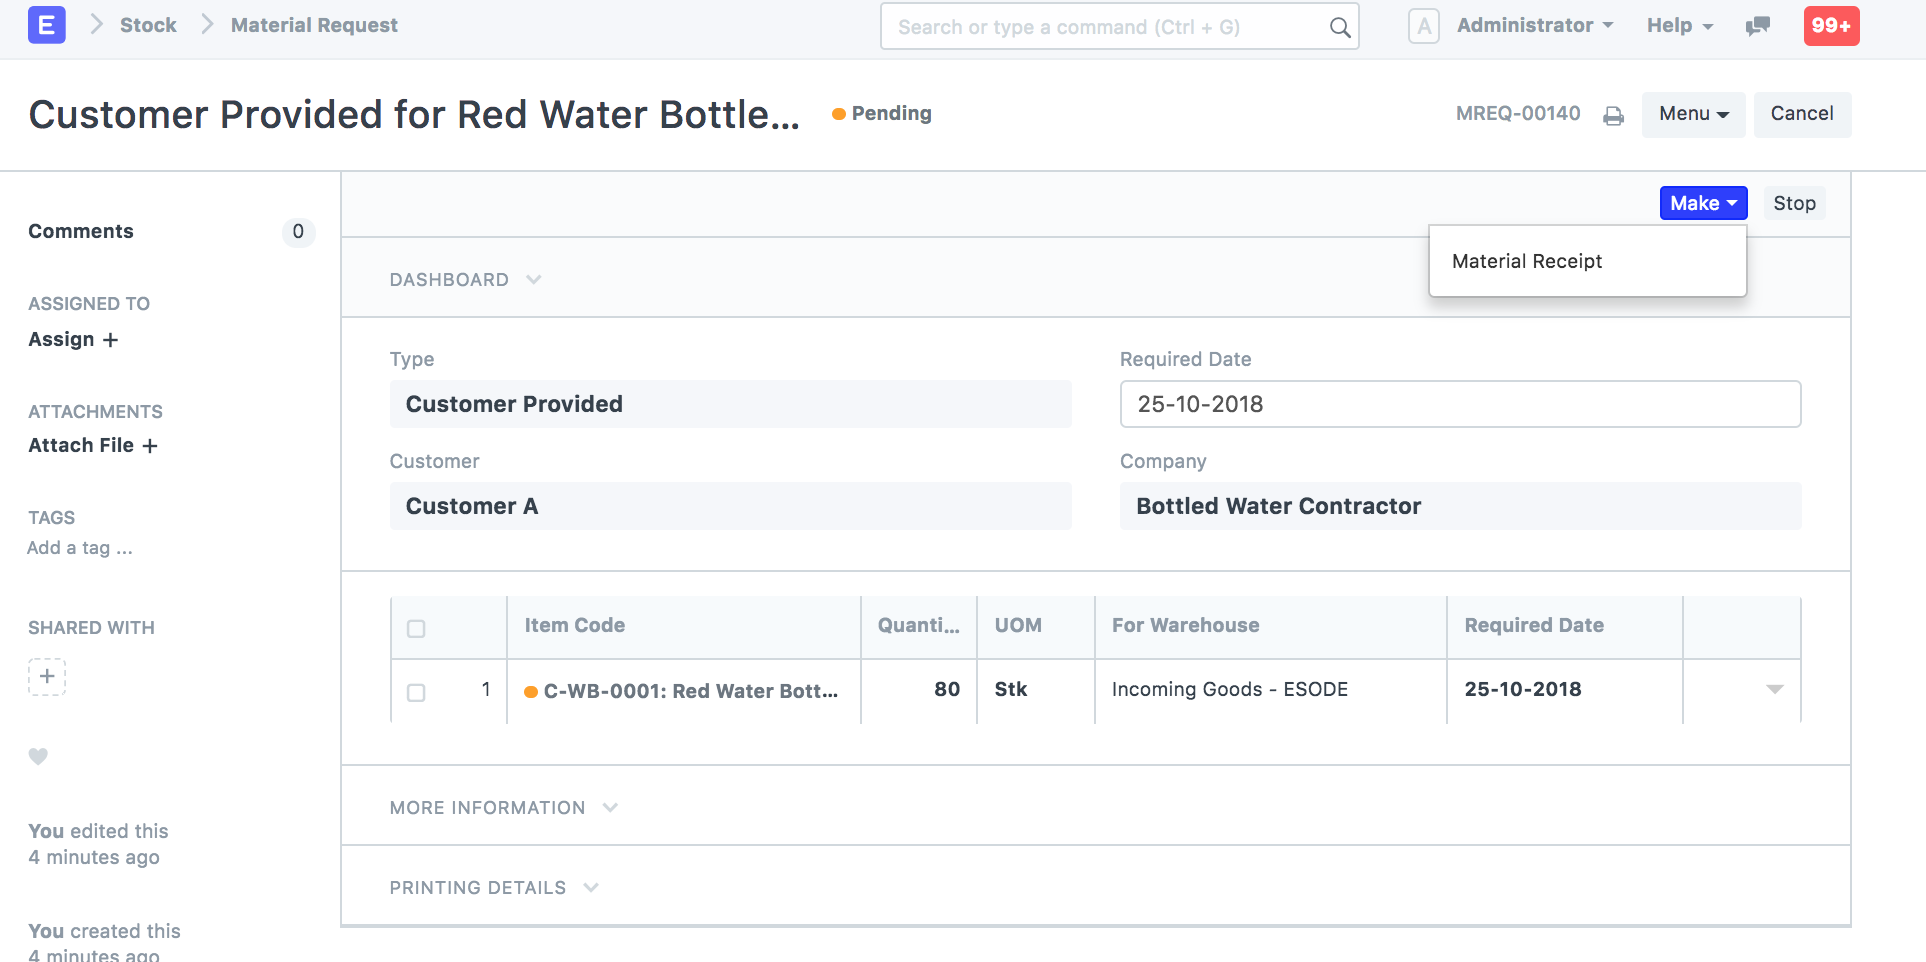 E Stock Material Request Search or type a command (Ctrl + G) A Administrator Help 99+
Customer Provided for Red Water Bottle... Pending MREQ-00140 Menu Cancel
Make Stop
Material Receipt
Comments 0
ASSIGNED TO
Assign +
ATTACHMENTS
Attach File +
TAGS
Add a tag ...
SHARED WITH
+
You edited this
4 minutes ago
You created this
4 minutes ago
DASHBOARD
Type
Customer Provided
Required Date
25-10-2018
Customer
Customer A
Company
Bottled Water Contractor
Item Code Quanti... UOM For Warehouse Required Date
1 C-WB-0001: Red Water Bott... 80 Stk Incoming Goods - ESODE 25-10-2018
MORE INFORMATION
PRINTING DETAILS